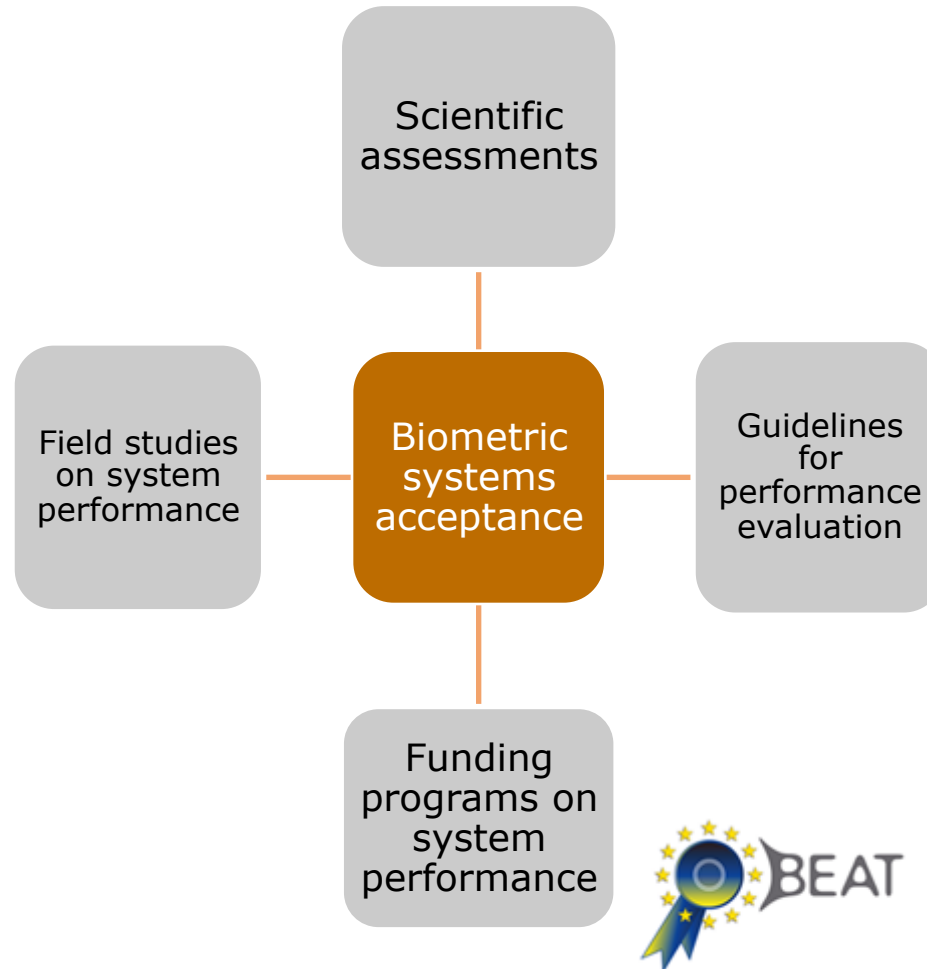 Scientific
assessments
Field studies
on system
performance
Biometric
systems
acceptance
Guidelines
for
performance
evaluation
Funding
programs on
system
performance
BEAT